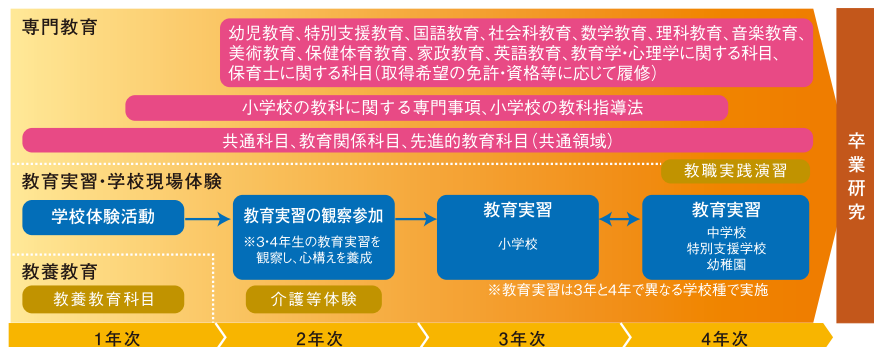 専門教育
幼児教育、特別支援教育、国語教育、社会科教育、数学教育、理科教育、音楽教育、
美術教育、保健体育教育、家政教育、英語教育、教育学・心理学に関する科目、
保育士に関する科目(取得希望の免許・資格等に応じて履修)
小学校の教科に関する専門事項、小学校の教科指導法
共通科目、教育関係科目、先進的教育科目(共通領域)
教職実践演習
教育実習・学校現場体験
学校体験活動
教育実習の観察参加
※3・4年生の教育実習を
観察し、心構えを養成
教育実習
小学校
教育実習
中学校
特別支援学校
幼稚園
※教育実習は3年と4年で異なる学校種で実施
教養教育
教養教育科目
介護等体験
1年次
2年次
3年次
4年次
卒業研究